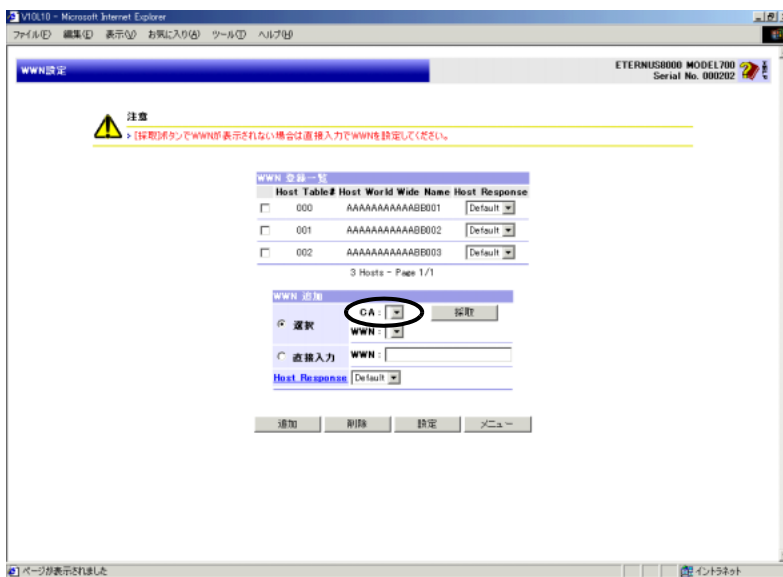 V10L10 - Microsoft Internet Explorer
ファイル(F) 編集(E) 表示(V) お気に入り(A) ツール(T) ヘルプ(H)
WWN設定
ETERNUS8000 MODEL700
Serial No. 000202
注意
[採取]ボタンでWWNが表示されない場合は直接入力でWWNを設定してください。
WWN 登録一覧
Host Table# Host World Wide Name Host Response
000 AAAAAAAAAAABB001 Default
001 AAAAAAAAAAABB002 Default
002 AAAAAAAAAAABB003 Default
3 Hosts - Page 1/1
WWN 追加
選択 CA : 採取
WWN :
直接入力 WWN :
Host Response Default
追加 削除 設定 メニュー
ページが表示されました イントラネット